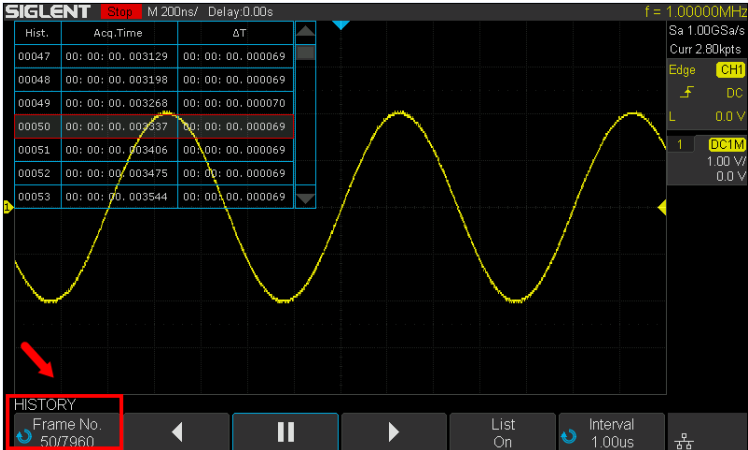 SIGLENT Stop M 200ns/ Delay:0.00s f = 1.00000MHz
Sa 1.00GSa/s
Curr 2.80kpts
Edge CH1
DC
L 0.0 V
1 DC1M
1.00 V/
0.0 V
Hist. Acq.Time ΔT
00047 00: 00: 00. 003129 00: 00: 00. 000069
00048 00: 00: 00. 003198 00: 00: 00. 000069
00049 00: 00: 00. 003268 00: 00: 00. 000070
00050 00: 00: 00. 003337 00: 00: 00. 000069
00051 00: 00: 00. 003406 00: 00: 00. 000069
00052 00: 00: 00. 003475 00: 00: 00. 000069
00053 00: 00: 00. 003544 00: 00: 00. 000069
1
HISTORY
Frame No.
50/7960
List
On
Interval
1.00us